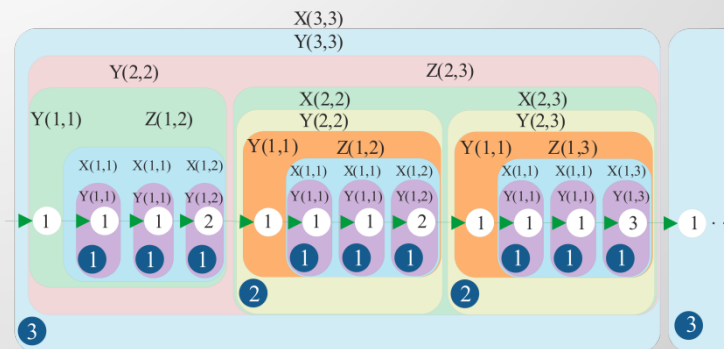 X(3,3)
Y(3,3)
Y(2,2) Z(2,3)
X(2,2) X(2,3)
Y(1,1) Z(1,2) Y(2,2) Y(2,3)
Y(1,1) Z(1,2) Y(1,1) Z(1,3)
X(1,1) X(1,1) X(1,2) X(1,1) X(1,1) X(1,2) X(1,1) X(1,1) X(1,3)
Y(1,1) Y(1,1) Y(1,2) Y(1,1) Y(1,1) Y(1,2) Y(1,1) Y(1,1) Y(1,3)
1 1 1 2 1 1 1 2 1 1 1 3 1 ..
1 1 1 1 1 1 1 1 1
2 2
3 3